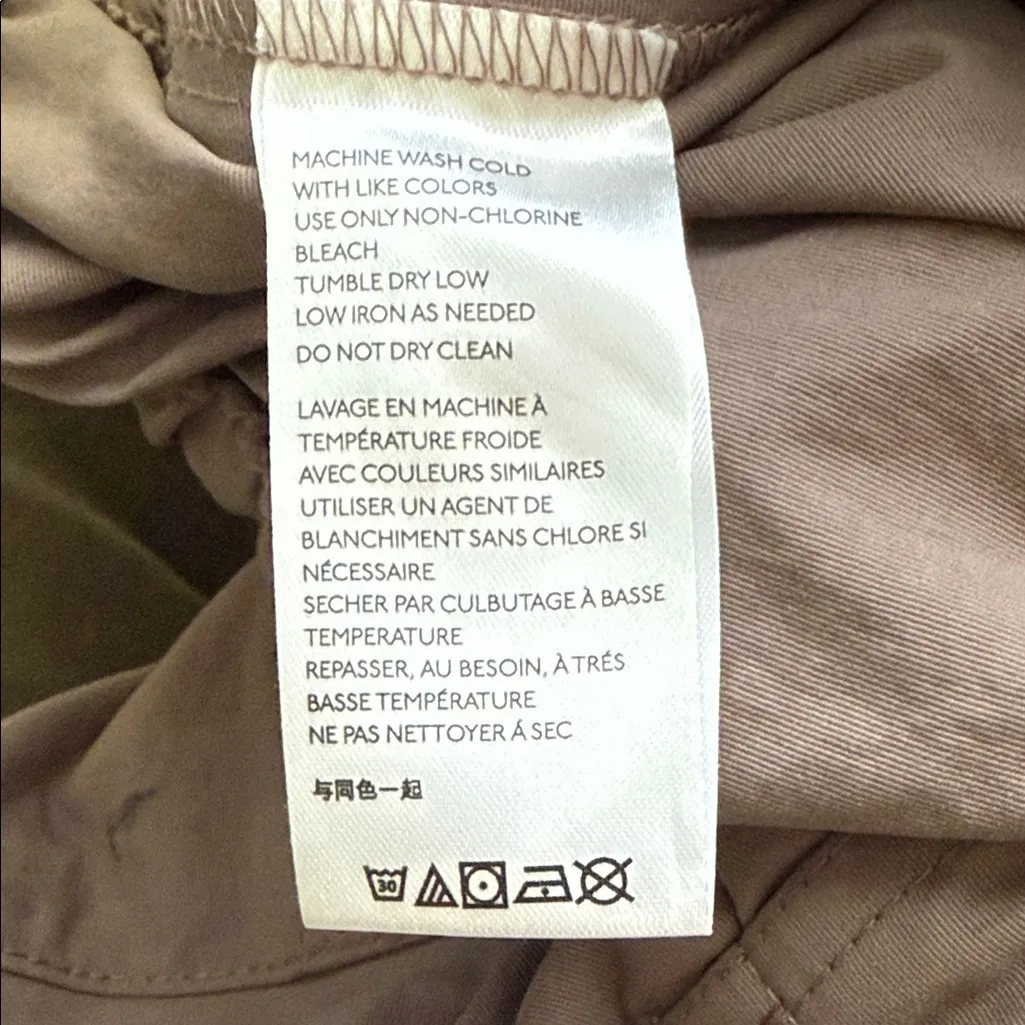 MACHINE WASH COLD
WITH LIKE COLORS
USE ONLY NON-CHLORINE
BLEACH
TUMBLE DRY LOW
LOW IRON AS NEEDED
DO NOT DRY CLEAN
LAVAGE EN MACHINE À
TEMPÉRATURE FROIDE
AVEC COULEURS SIMILAIRES
UTILISER UN AGENT DE
BLANCHIMENT SANS CHLORE SI
NÉCESSAIRE
SECHER PAR CULBUTAGE À BASSE
TEMPERATURE
REPASSER, AU BESOIN, À TRÉS
BASSE TEMPÉRATURE
NE PAS NETTOYER Á SEC
与同色一起
30